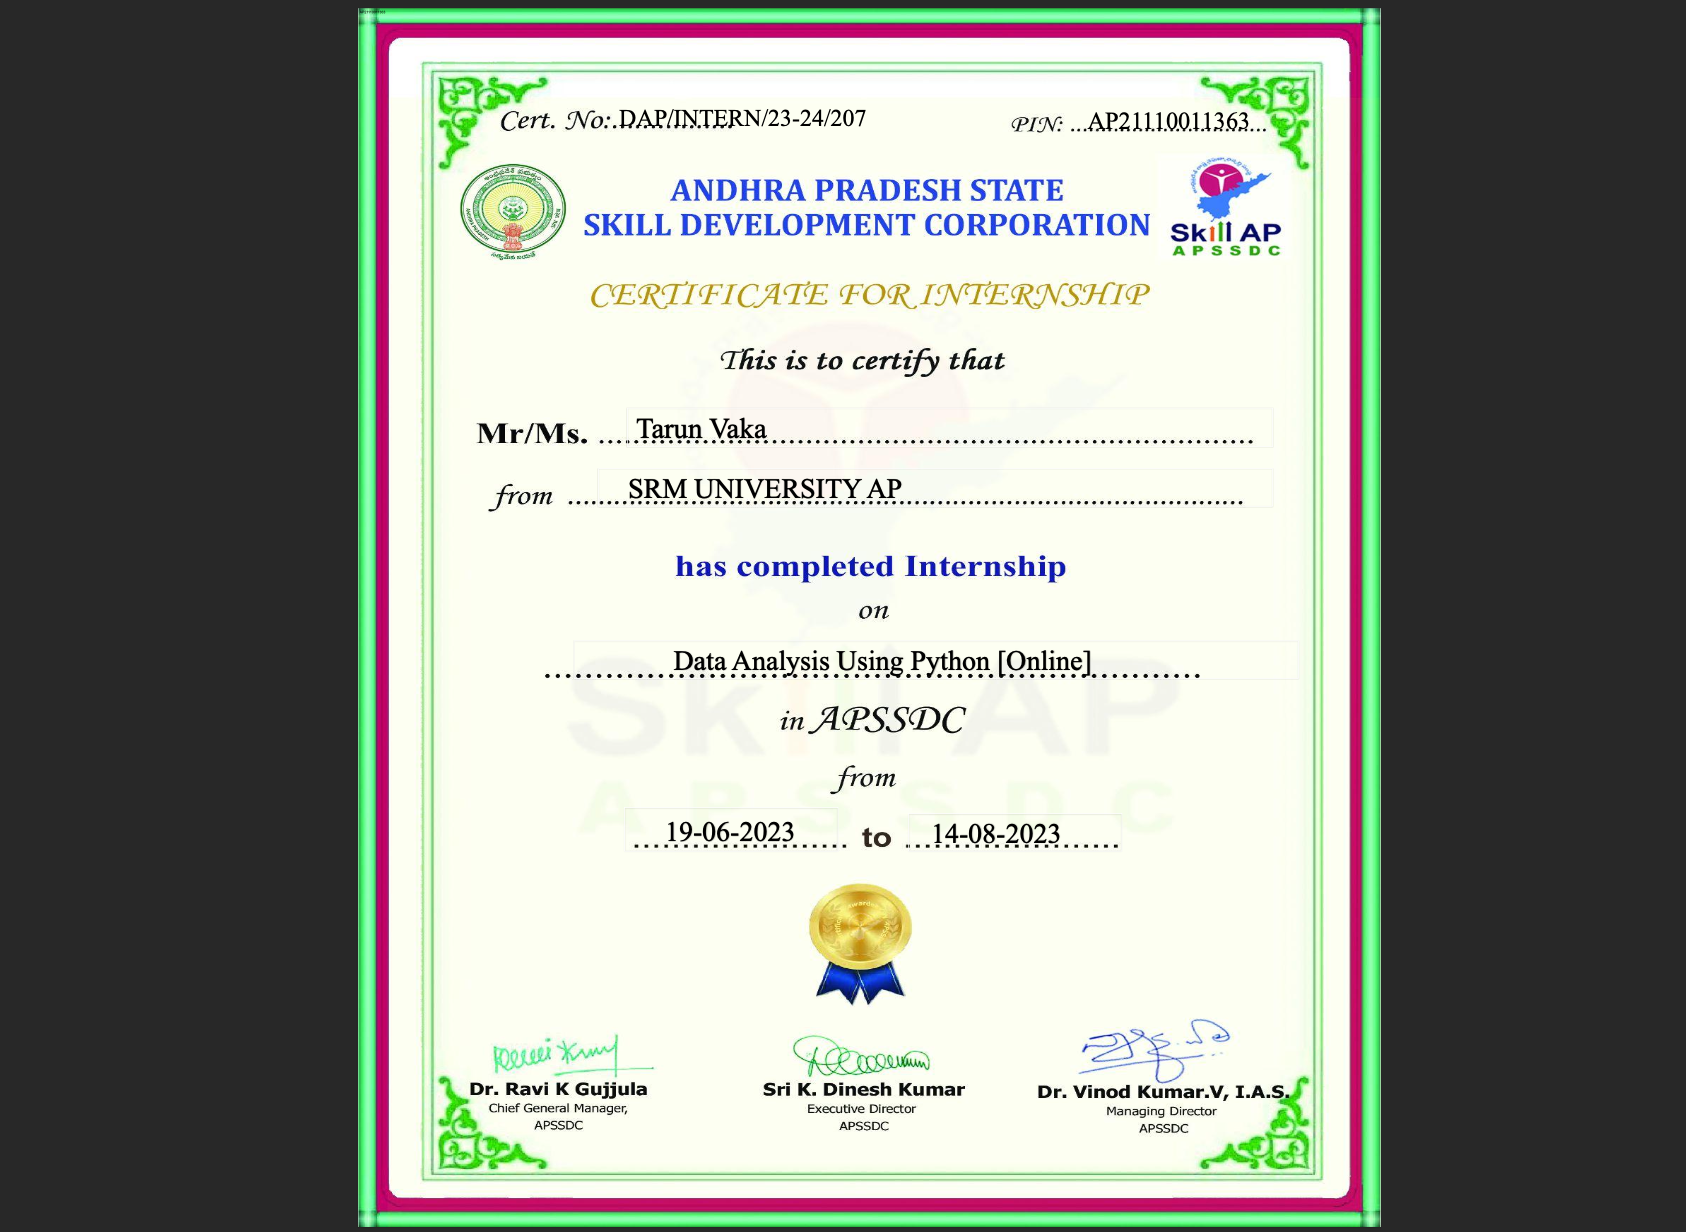 Cert. No:.DAP/INTERN/23-24/207
PIN: ...AP21110011363...
ANDHRA PRADESH STATE
SKILL DEVELOPMENT CORPORATION
Skill AP
APSSDC
CERTIFICATE FOR INTERNSHIP
This is to certify that
Mr/Ms. Tarun Vaka
from SRM UNIVERSITY AP
has completed Internship
on
Data Analysis Using Python [Online]
in APSSDC
from
19-06-2023 to 14-08-2023
Dr. Ravi K Gujjula
Chief General Manager,
APSSDC
Sri K. Dinesh Kumar
Executive Director
APSSDC
Dr. Vinod Kumar.V, I.A.S.
Managing Director
APSSDC